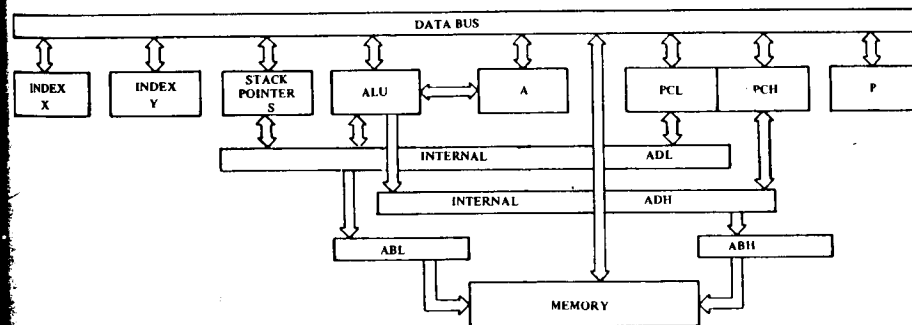 DATA BUS
INDEX
X
INDEX
Y
STACK
POINTER
S
ALU
A
PCL
PCH
P
INTERNAL ADL
INTERNAL ADH
ABL
ABH
MEMORY